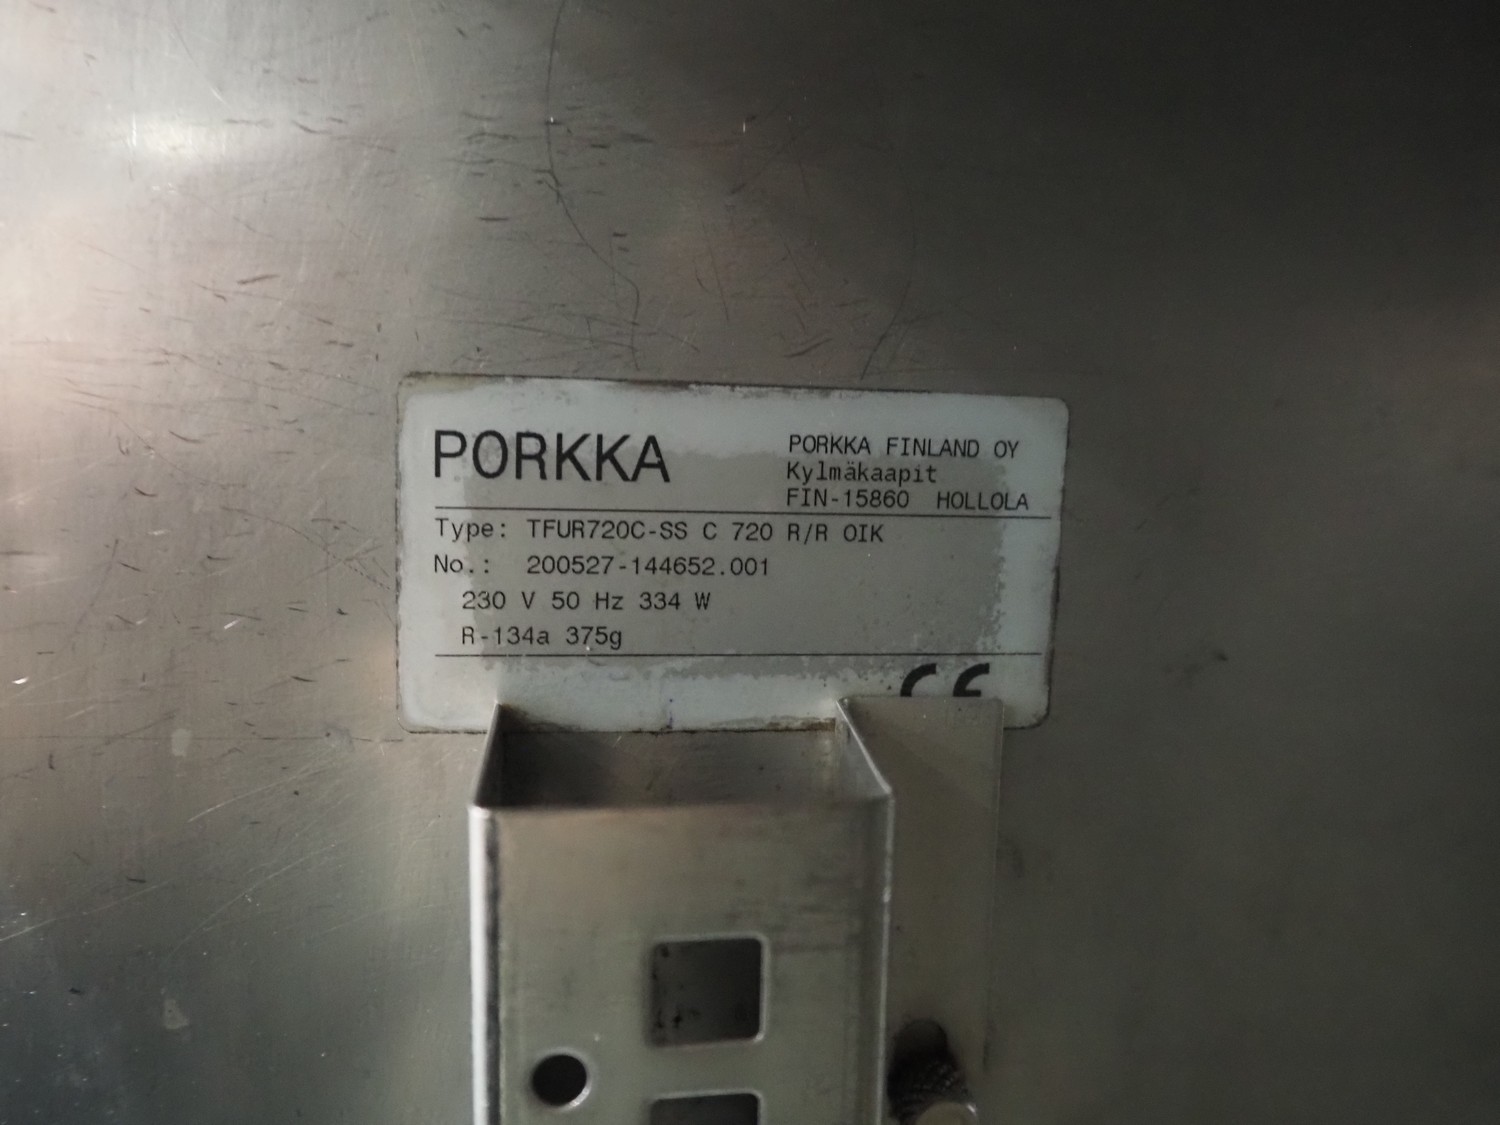 PORKKA
PORKKA FINLAND OY
Kylmäkaapit
FIN-15860 HOLLOLA
Type: TFUR720C-SS C 720 R/R OIK
No.: 200527-144652.001
230 V 50 Hz 334 W
R-134a 375g
CE